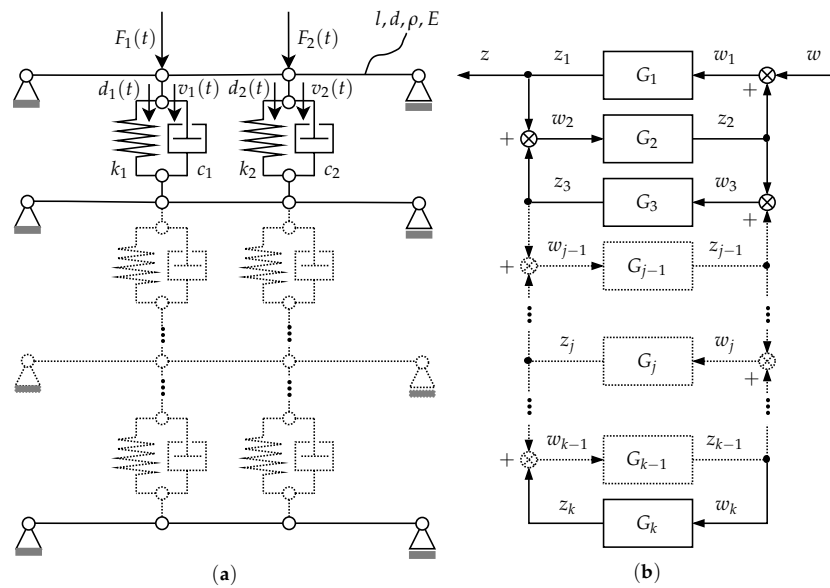 F₁(t)
F₂(t)
l, d, ρ, E
d₁(t)
v₁(t)
d₂(t)
v₂(t)
k₁
c₁
k₂
c₂
(a)
z
z₁
G₁
w₁
w
+
+
w₂
G₂
z₂
z₃
G₃
w₃
+
+
wⱼ₋₁
Gⱼ₋₁
zⱼ₋₁
zⱼ
Gⱼ
wⱼ
+
+
wₖ₋₁
Gₖ₋₁
zₖ₋₁
zₖ
Gₖ
wₖ
(b)